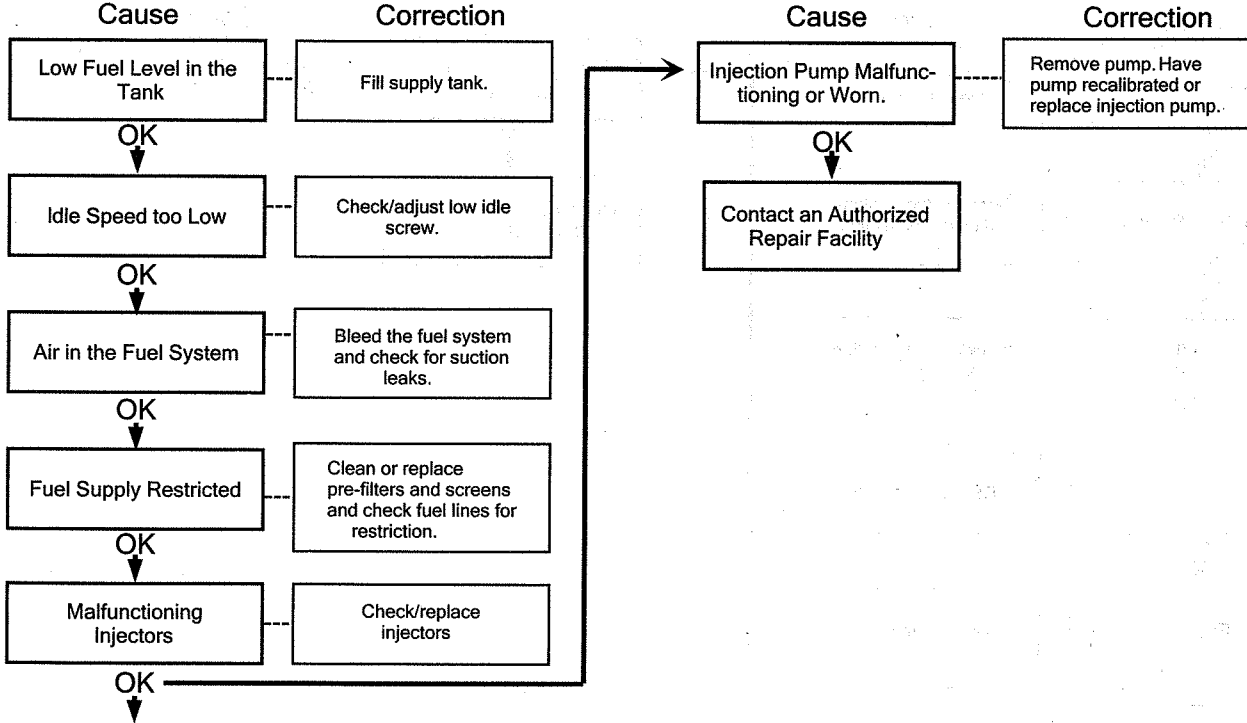 Cause
Correction
Low Fuel Level in the
Tank
Fill supply tank.
OK
Idle Speed too Low
Check/adjust low idle
screw.
OK
Air in the Fuel System
Bleed the fuel system
and check for suction
leaks.
OK
Fuel Supply Restricted
Clean or replace
pre-filters and screens
and check fuel lines for
restriction.
OK
Malfunctioning
Injectors
Check/replace
injectors
OK
Cause
Correction
Injection Pump Malfunc-
tioning or Worn.
Remove pump. Have
pump recalibrated or
replace injection pump.
OK
Contact an Authorized
Repair Facility